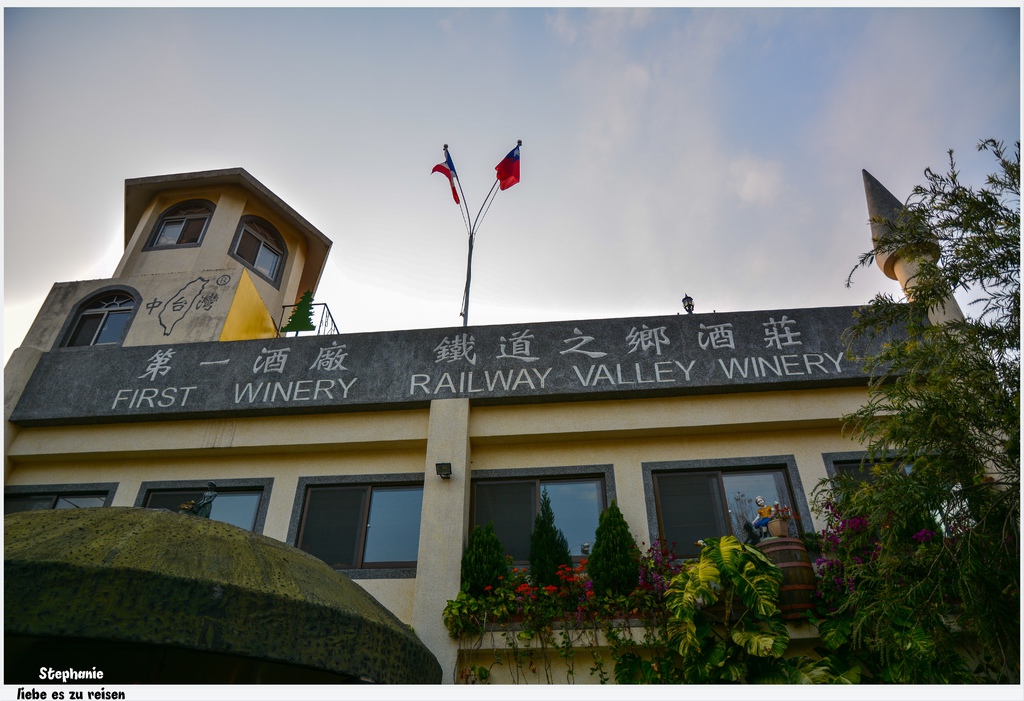 中台灣®
第一酒廠 鐵道之鄉酒莊
FIRST WINERY RAILWAY VALLEY WINERY
Stephanie
liebe es zu reisen